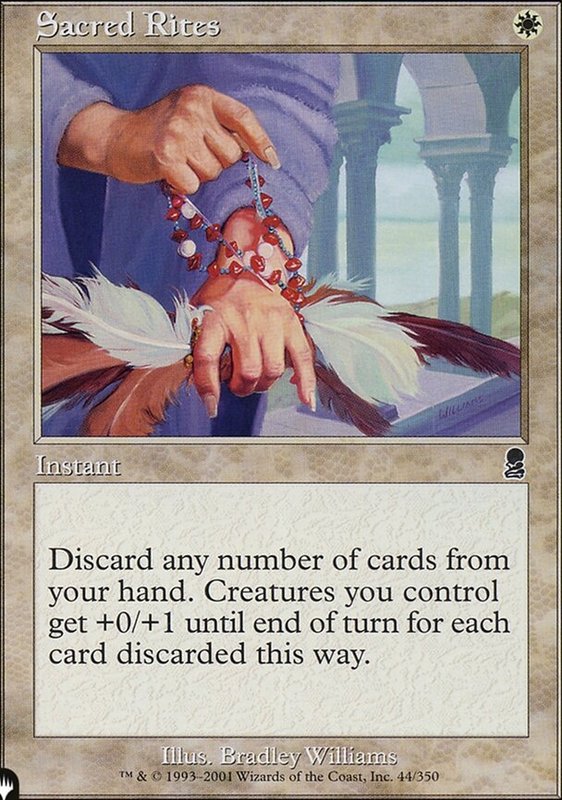 Sacred Rites
WILLIAMS
Instant
Discard any number of cards from
your hand. Creatures you control
get +0/+1 until end of turn for each
card discarded this way.
Illus. Bradley Williams
™ & © 1993–2001 Wizards of the Coast, Inc. 44/350